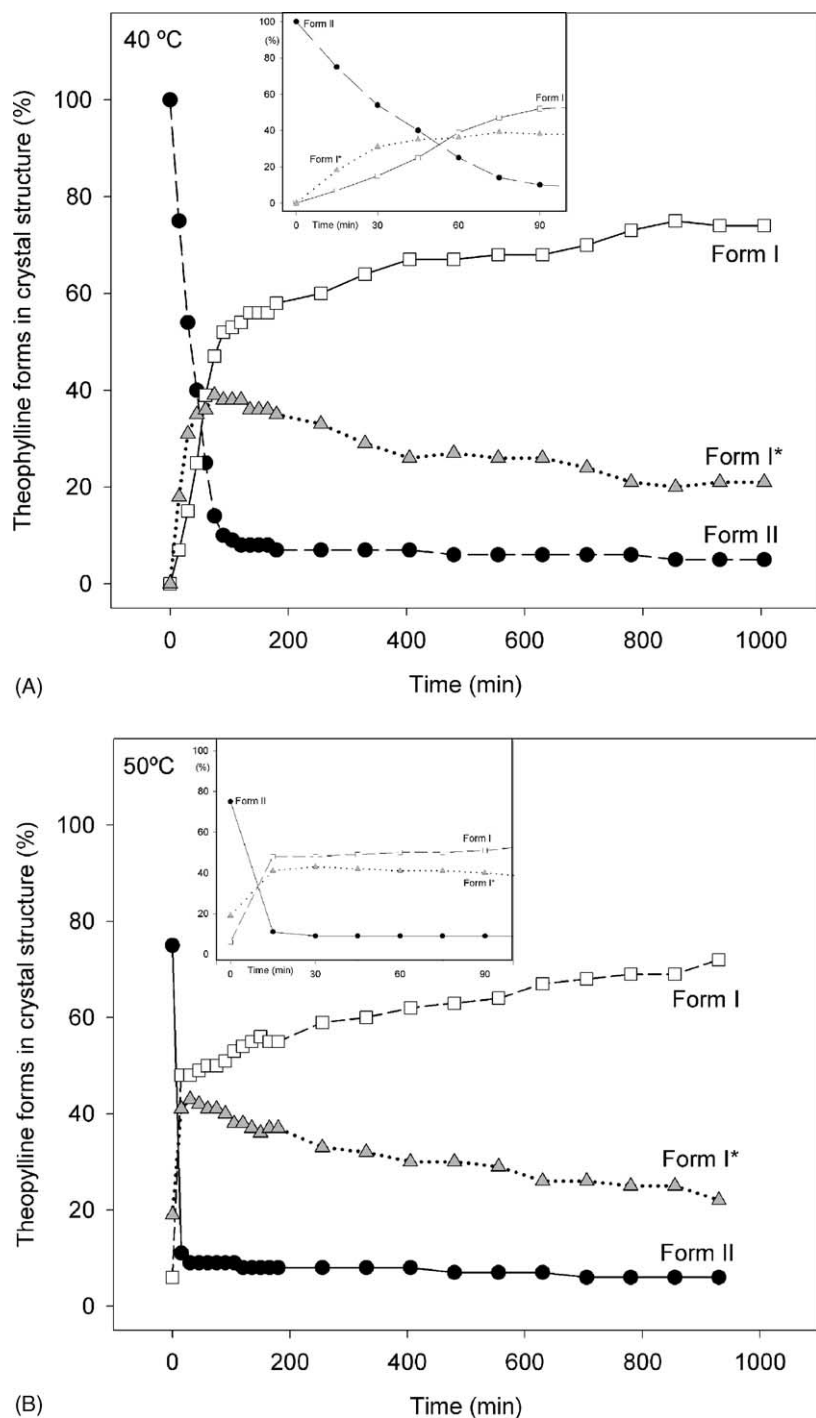 40 ºC
Theophylline forms in crystal structure (%)
100
80
60
40
20
0
0
200
400
600
800
1000
Time (min)
Form I
Form I*
Form II
100
(%)
80
60
40
20
0
0
Time (min)
30
60
90
Form II
Form I
Form I*
(A)
50ºC
Theopylline forms in crystal structure (%)
100
80
60
40
20
0
0
200
400
600
800
1000
Time (min)
Form I
Form I*
Form II
100
(%)
80
60
40
20
0
0
Time (min)
30
60
90
Form II
Form I
Form I*
(B)